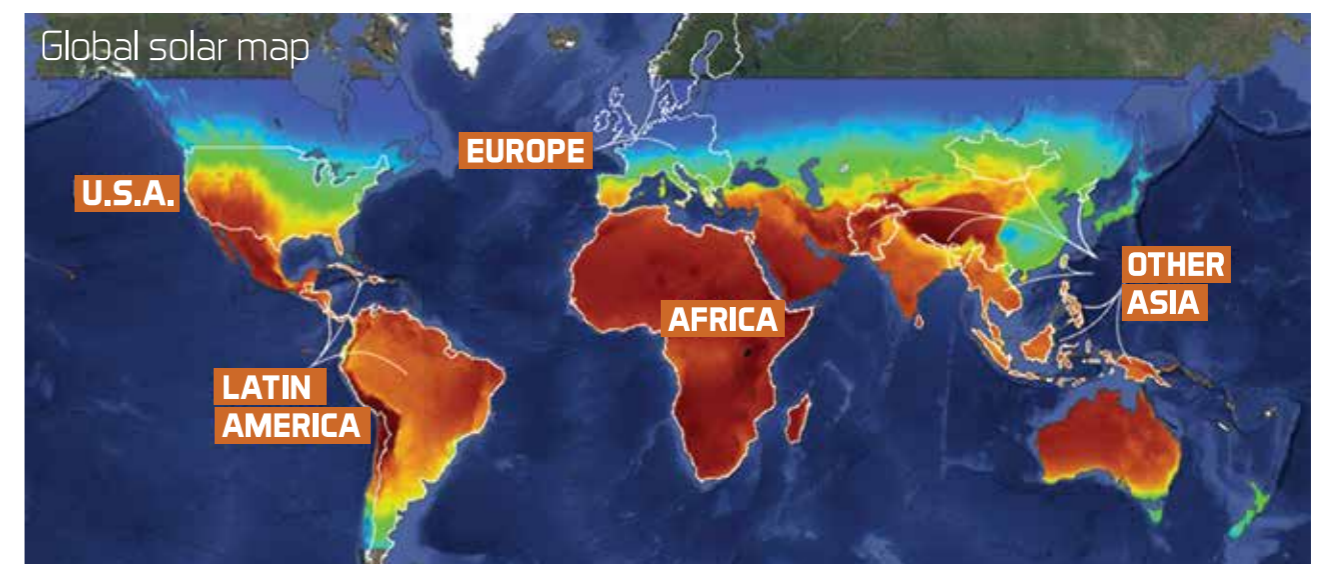 Global solar map
EUROPE
U.S.A.
OTHER
ASIA
AFRICA
LATIN
AMERICA